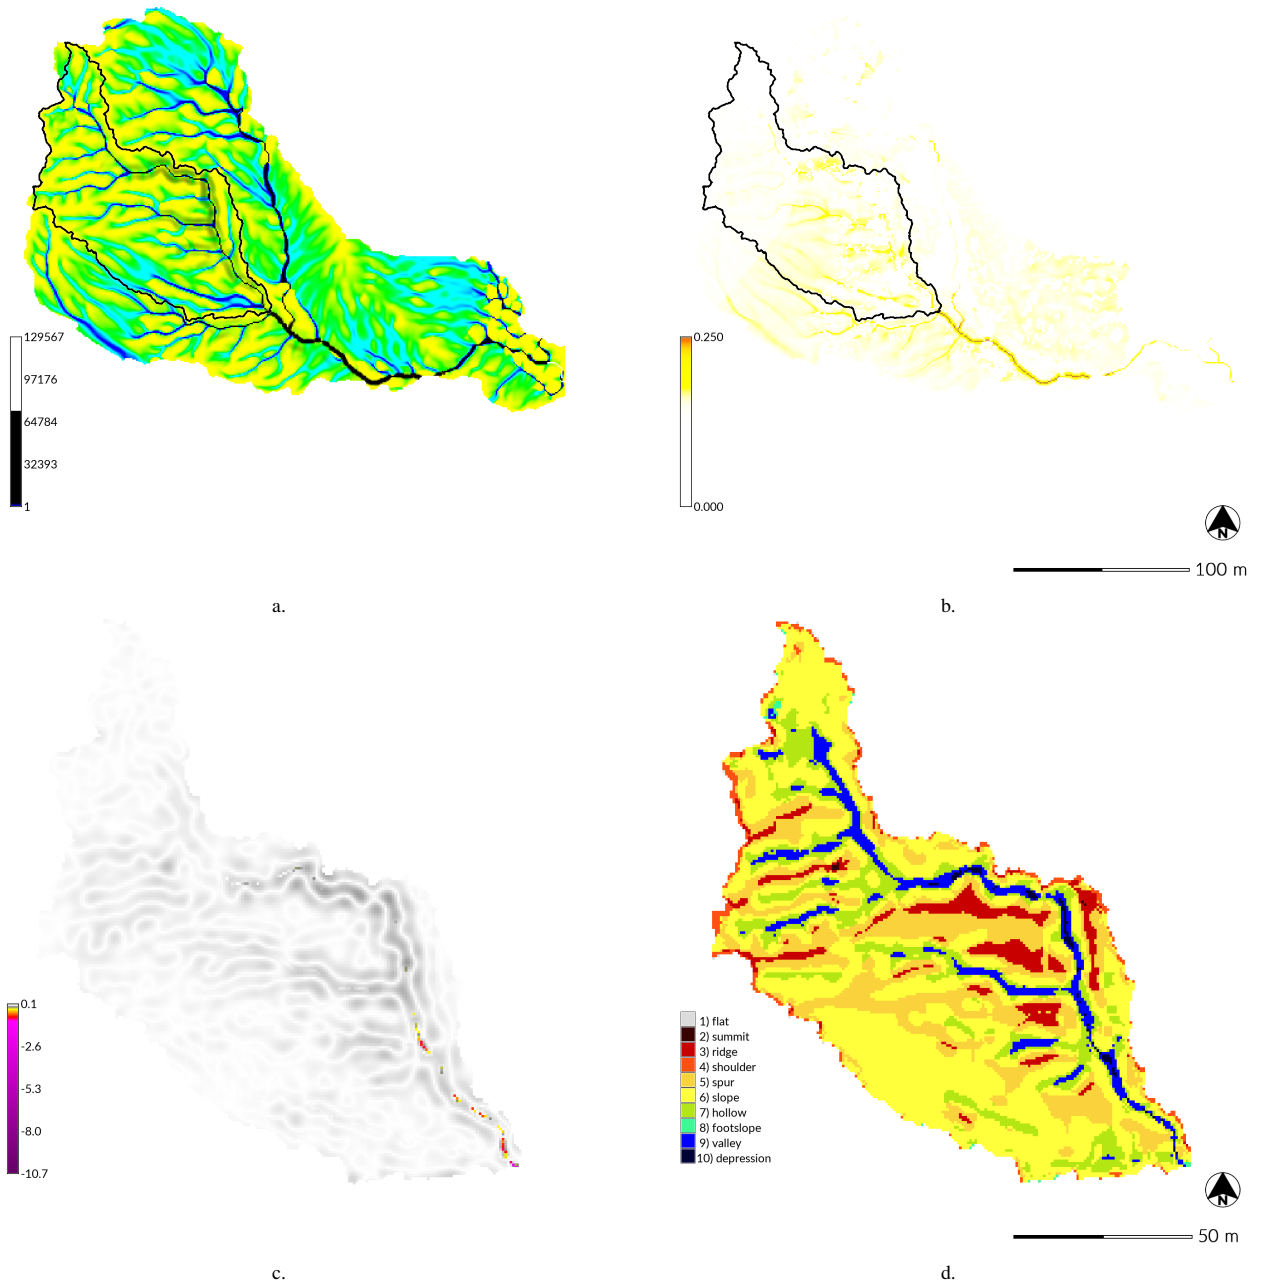 129567
97176
64784
32393
1
0.250
0.000
N
100 m
a.
b.
0.1
-2.6
-5.3
-8.0
-10.7
1) flat
2) summit
3) ridge
4) shoulder
5) spur
6) slope
7) hollow
8) footslope
9) valley
10) depression
N
50 m
c.
d.